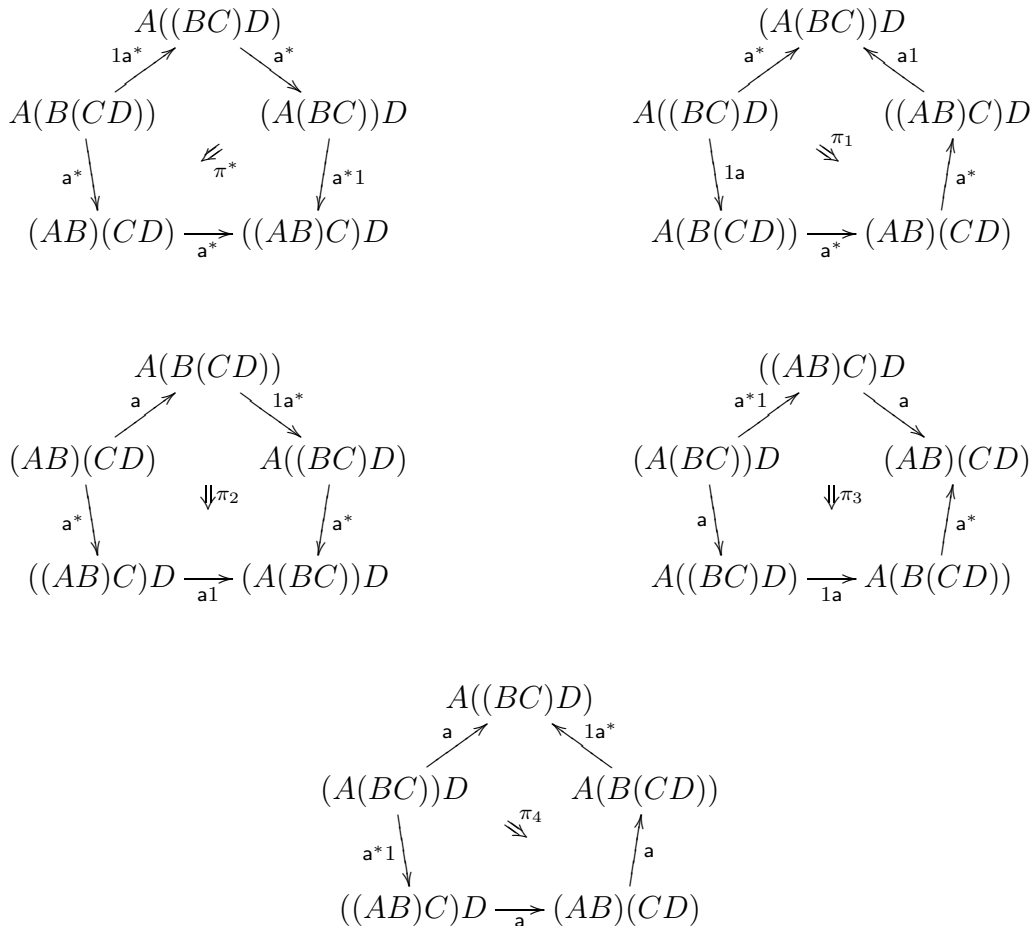 A((BC)D) (A(BC))D
1a* a* a* a1
A(B(CD)) (A(BC))D A((BC)D) ((AB)C)D
π* π₁
a* a*1 1a a*
(AB)(CD) a* ((AB)C)D A(B(CD)) a* (AB)(CD)
A(B(CD)) ((AB)C)D
a 1a* a*1 a
(AB)(CD) A((BC)D) (A(BC))D (AB)(CD)
π₂ π₃
a* a* a a*
((AB)C)D a1 (A(BC))D A((BC)D) 1a A(B(CD))
A((BC)D)
a 1a*
(A(BC))D A(B(CD))
π₄
a*1 a
((AB)C)D a (AB)(CD)